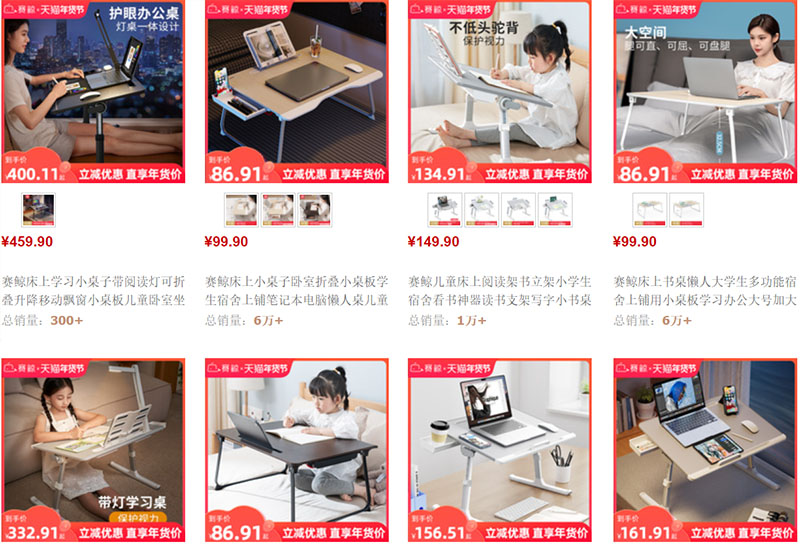 赛鲸×天猫年货节
护眼办公桌
灯桌一体设计
到手价
¥400.11起
立减优惠 直享年货价
赛鲸×天猫年货节
到手价
¥86.91起
立减优惠 直享年货价
赛鲸×天猫年货节
不低头驼背
保护视力
到手价
¥134.91起
立减优惠 直享年货价
赛鲸×天猫年货节
大空间
腿可直、可屈、可盘腿
到手价
¥86.91起
立减优惠 直享年货价
¥459.90
¥99.90
¥149.90
¥99.90
赛鲸床上学习小桌子带阅读灯可折
叠升降移动飘窗小桌板儿童卧室坐
总销量：300+
赛鲸床上小桌子卧室折叠小桌板学
生宿舍上铺笔记本电脑懒人桌儿童
总销量：6万+
赛鲸儿童床上阅读架书立架小学生
宿舍看书神器读书支架写字小书桌
总销量：1万+
赛鲸床上书桌懒人大学生多功能宿
舍上铺用小桌板学习办公大号加大
总销量：6万+
赛鲸×天猫年货节
带灯学习桌
保护视力
到手价
¥332.91起
立减优惠 直享年货价
赛鲸×天猫年货节
到手价
¥86.91起
立减优惠 直享年货价
赛鲸×天猫年货节
到手价
¥156.51起
立减优惠 直享年货价
赛鲸×天猫年货节
到手价
¥161.91起
立减优惠 直享年货价